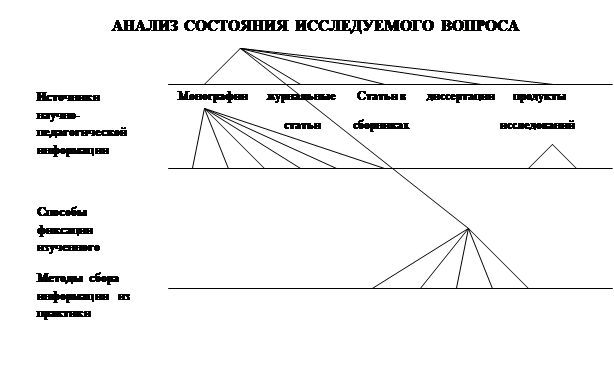 АНАЛИЗ СОСТОЯНИЯ ИССЛЕДУЕМОГО ВОПРОСА
Источники
научно-
педагогической
информации
Монографии журнальные Статьи к диссертации продукты
статьи сборниках исследований
Способы
фиксации
изученного
Методы сбора
информации из
практики